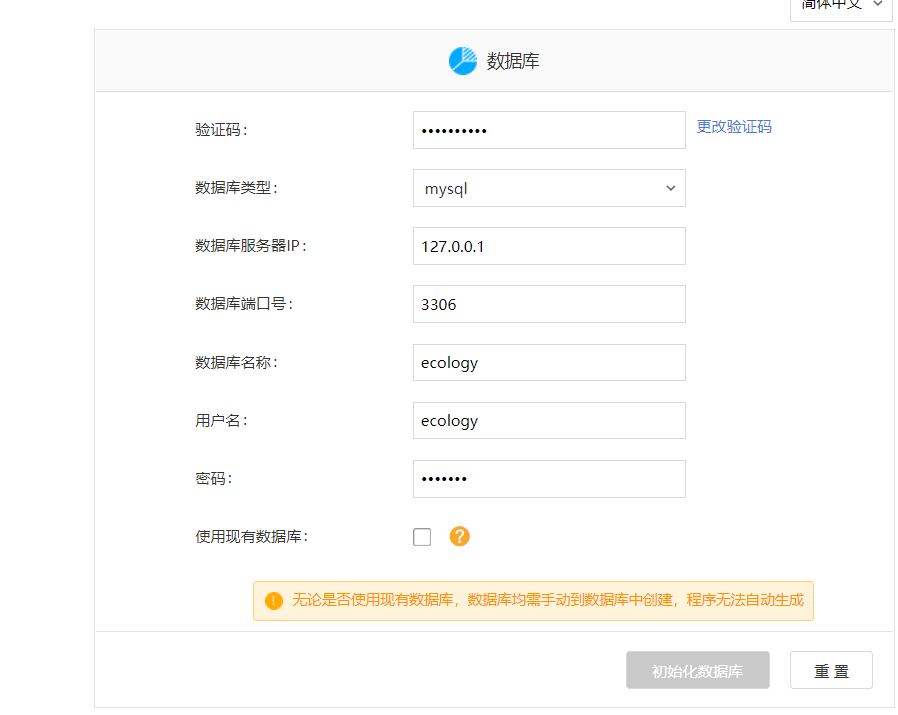 简体中文
数据库
验证码: •••••••••• 更改验证码
数据库类型: mysql
数据库服务器IP: 127.0.0.1
数据库端口号: 3306
数据库名称: ecology
用户名: ecology
密码: •••••••
使用现有数据库: ?
! 无论是否使用现有数据库，数据库均需手动到数据库中创建，程序无法自动生成
初始化数据库 重 置